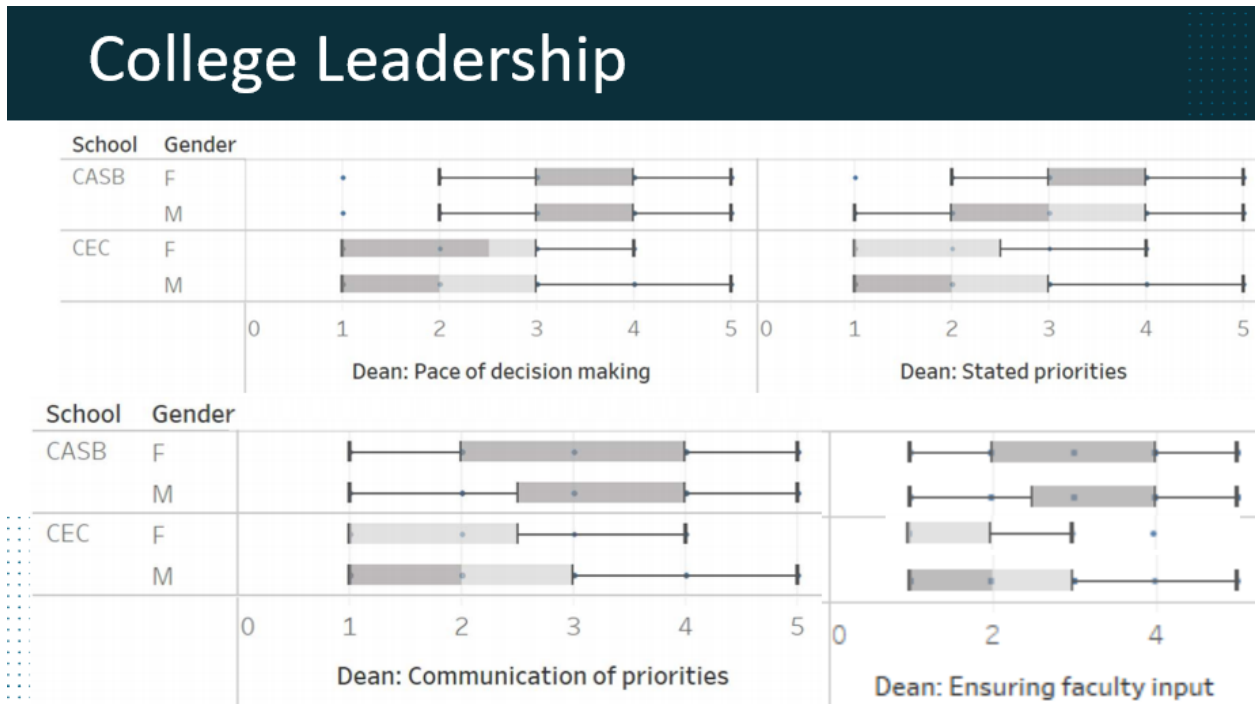 College Leadership
School Gender
CASB F
M
CEC F
M
0 1 2 3 4 5 0 1 2 3 4 5
Dean: Pace of decision making Dean: Stated priorities
School Gender
CASB F
M
CEC F
M
0 1 2 3 4 5 0 2 4
Dean: Communication of priorities Dean: Ensuring faculty input